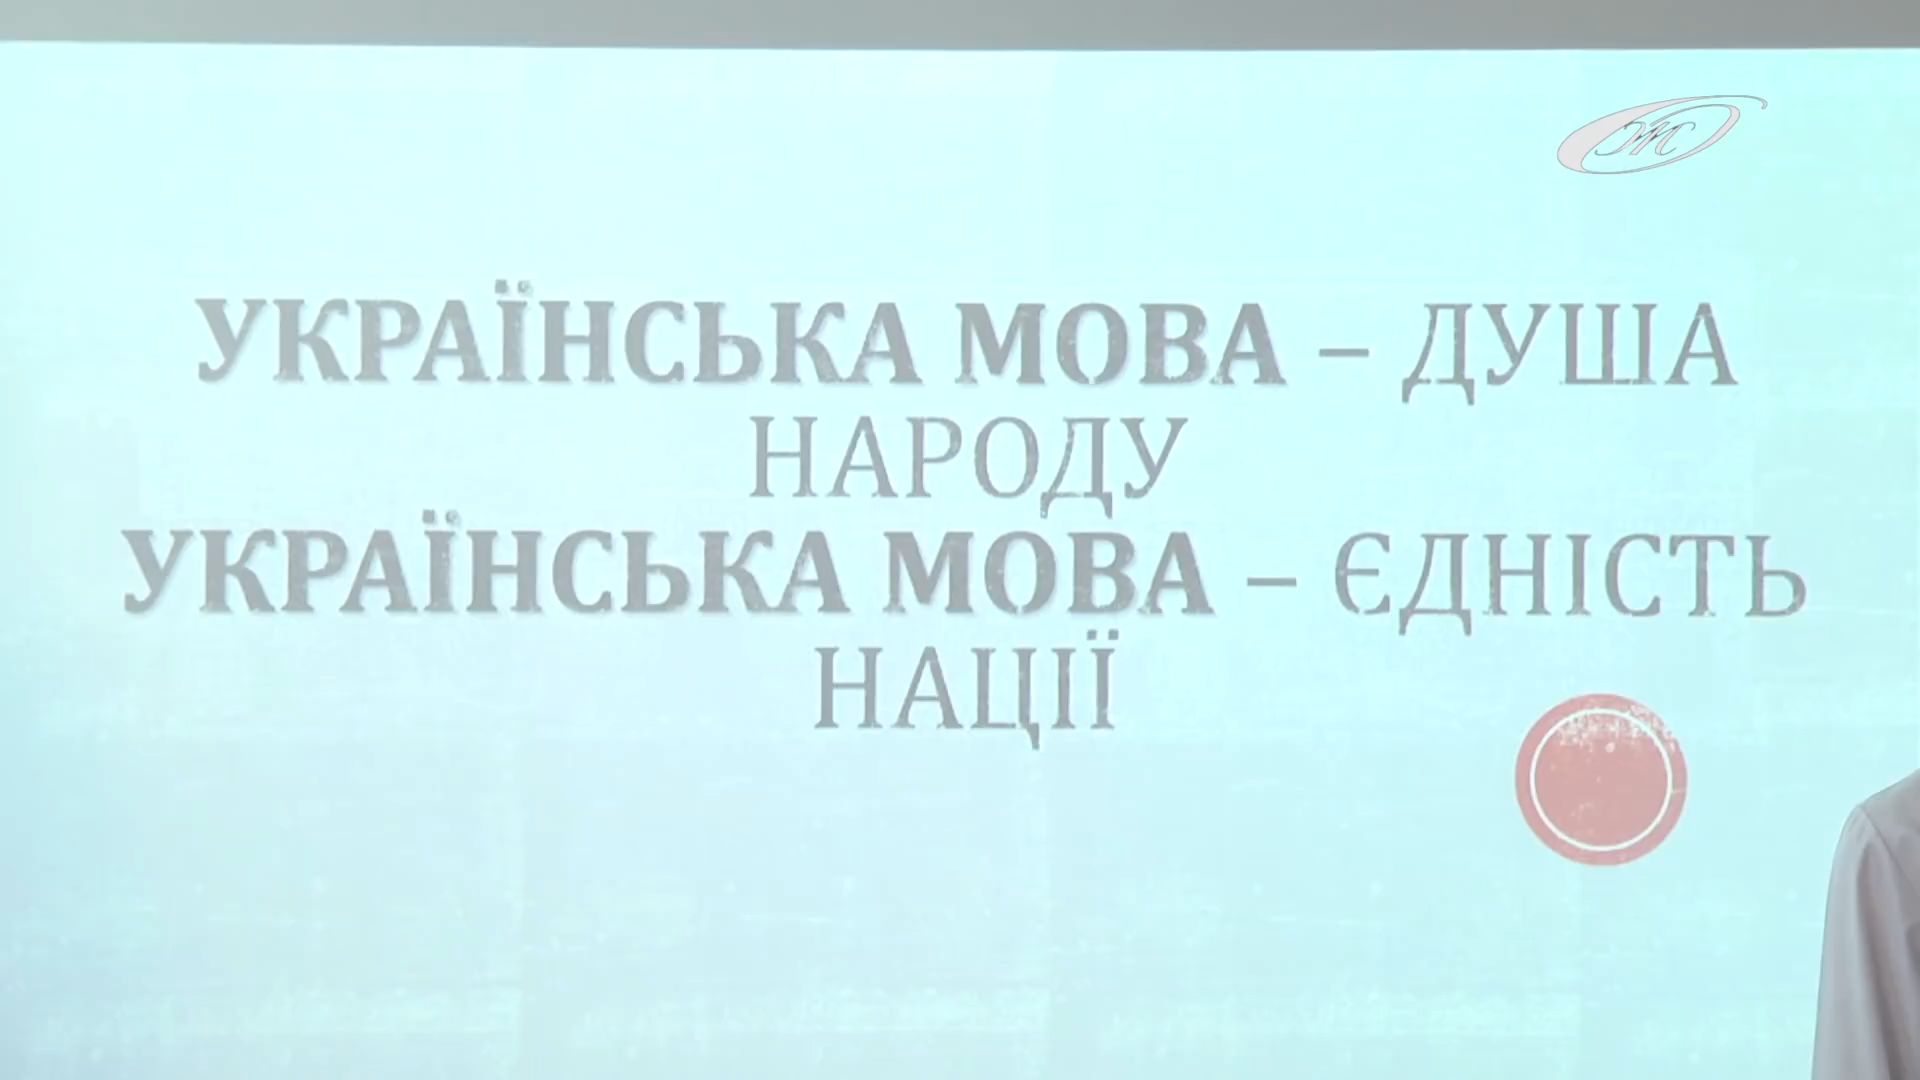 УКРАЇНСЬКА МОВА – ДУША
НАРОДУ
УКРАЇНСЬКА МОВА – ЄДНІСТЬ
НАЦІЇ